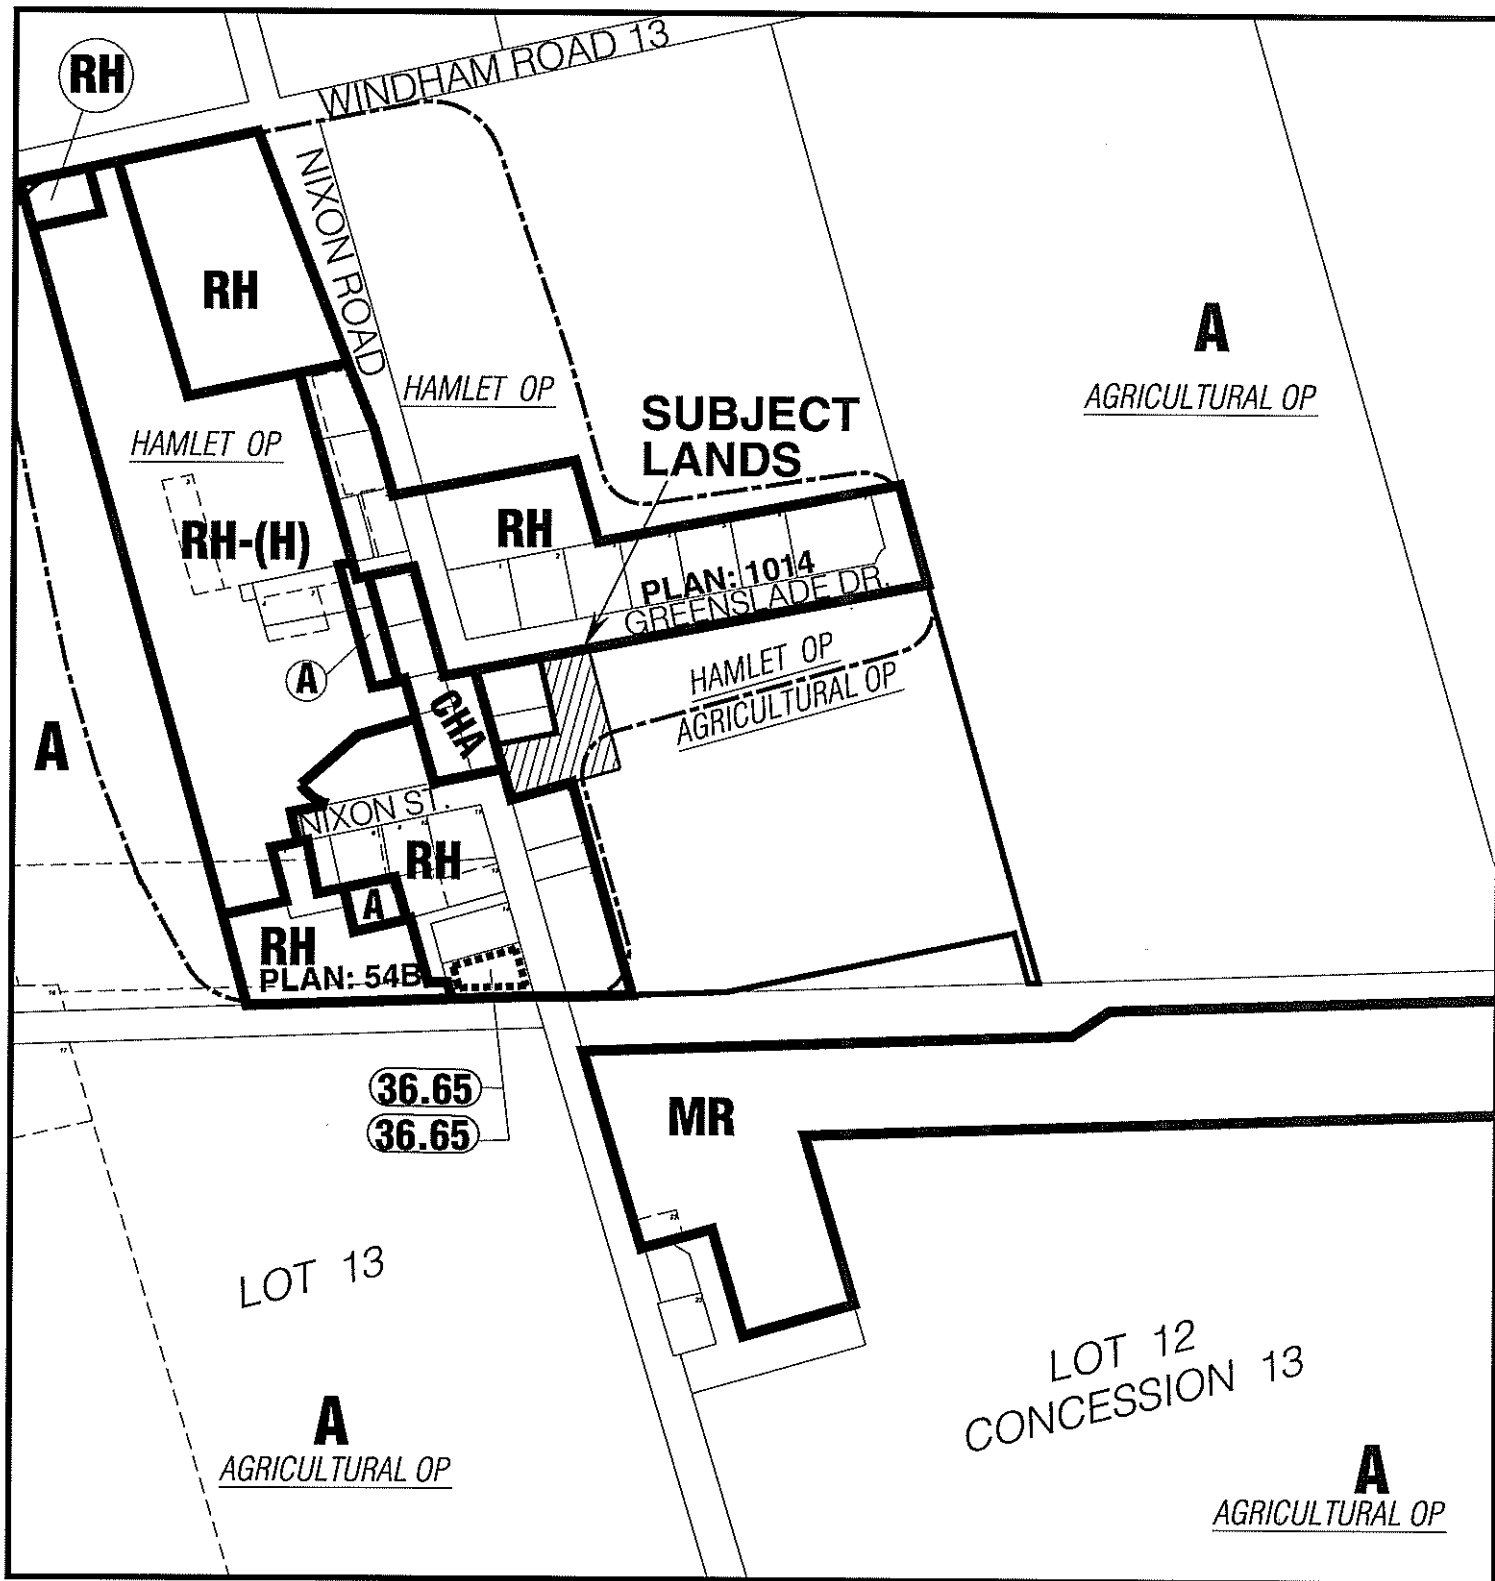 RH
WINDHAM ROAD 13
NIXON ROAD
RH
A
AGRICULTURAL OP
HAMLET OP
SUBJECT
LANDS
HAMLET OP
RH-(H)
RH
PLAN: 1014
GREENSLADE DR.
HAMLET OP
AGRICULTURAL OP
A
CHA
A
NIXON ST.
RH
A
RH
PLAN: 54B
36.65
36.65
MR
LOT 13
LOT 12
CONCESSION 13
A
AGRICULTURAL OP
A
AGRICULTURAL OP